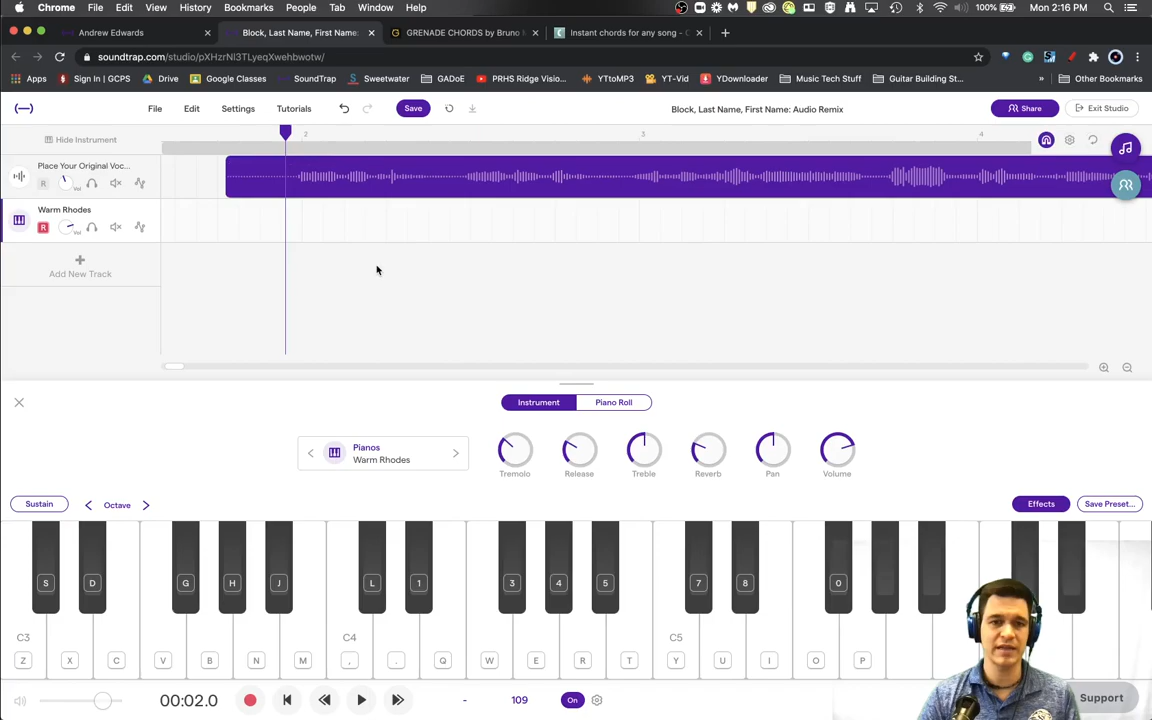 Chrome File Edit View History Bookmarks People Tab Window Help 100% Mon 2:16 PM
Andrew Edwards Block, Last Name, First Name: GRENADE CHORDS by Bruno M Instant chords for any song - C
soundtrap.com/studio/pXHzrNI3TLyeqXwehbwotw/
Apps Sign In | GCPS Drive Google Classes SoundTrap Sweetwater GADoE PRHS Ridge Visio... YTtoMP3 YT-Vid YDownloader Music Tech Stuff Guitar Building St... » Other Bookmarks
File Edit Settings Tutorials Save Block, Last Name, First Name: Audio Remix Share Exit Studio
Hide Instrument 2 3 4
Place Your Original Voc...
R Vol
Warm Rhodes
R Vol
Add New Track
Instrument Piano Roll
Pianos
Warm Rhodes
Tremolo Release Treble Reverb Pan Volume
Sustain Octave Effects Save Preset...
S D G H J L 1 3 4 5 7 8 0
C3 C4 C5
Z X C V B N M , . Q W E R T Y U I O P
00:02.0 - 109 On Support